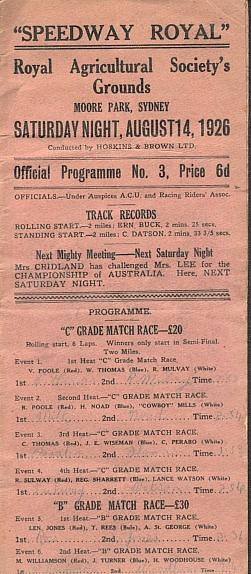 "SPEEDWAY ROYAL"
Royal Agricultural Society's
Grounds
MOORE PARK, SYDNEY
SATURDAY NIGHT, AUGUST 14, 1926
Conducted by HOSKINS & BROWN LTD.
Official Programme No. 3, Price 6d
OFFICIALS.—Under Auspices A.C.U. and Racing Riders' Assoc.
TRACK RECORDS
ROLLING START.—2 miles; ERN BUCK, 2 mins. 25 secs.
STANDING START.—2 miles; C. DATSON, 2 mins. 33 3/5 secs.
Next Mighty Meeting——Next Saturday Night
Mrs CHIDLAND has challenged Mrs. LEE for the
CHAMPIONSHIP OF AUSTRALIA. Here, NEXT
SATURDAY NIGHT.
PROGRAMME.
"C" GRADE MATCH RACE—£20
Rolling start, 6 Laps. Winners only start in Semi-Final.
Two Miles.
Event 1. 1st Heat "C" Grade Match Race.
V. POOLE (Red), W. THOMAS (Blue), R. MULVAY (White)
1st 2nd Time
Event 2. Second Heat—"C" GRADE MATCH RACE.
R. POOLE (Red), H. NOAD (Blue), "COWBOY" MILLS (White)
1st 2nd Time
Event 3. 3rd Heat—"C" GRADE MATCH RACE.
C. THOMAS (Red), J. E. WISEMAN (Blue), C. PERABO (White)
1st 2nd Time
Event 4. 4th Heat—"C" GRADE MATCH RACE.
R. SULWAY (Red), REG. SHARRETT (Blue), LANCE WATSON (White)
1st 2nd Time
"B" GRADE MATCH RACE—£30
Event 5. 1st Heat—"B" GRADE MATCH RACE.
LEN JONES (Red), T. REES (Bule), A. St. GEORGE (White)
1st 2nd Time
Event 6. 2nd Heat—"B" GRADE MATCH RACE.
M. WILLIAMSON (Red), J. TURNER (Blue), H. WOODHOUSE (White)